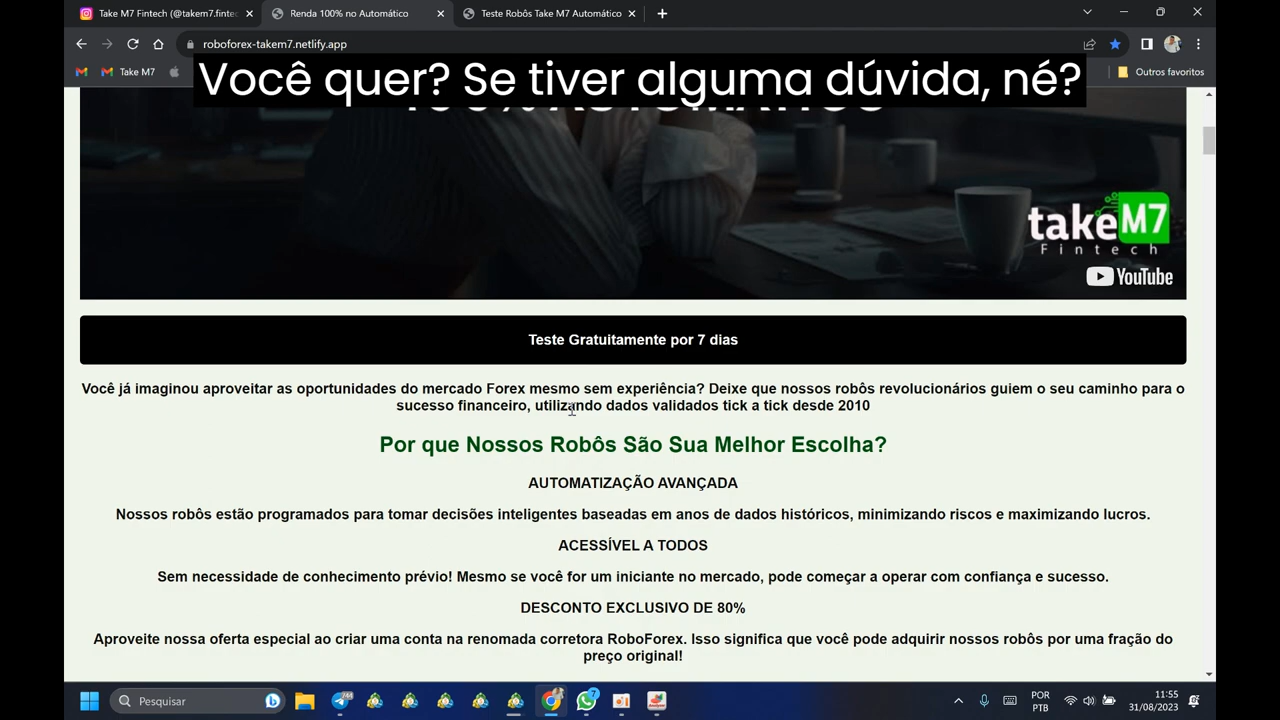 Take M7 Fintech (@takem7.fintec
Renda 100% no Automático
Teste Robôs Take M7 Automático
roboforex-takem7.netlify.app
Take M7
Outros favoritos
Você quer? Se tiver alguma dúvida, né?
takeM7
Fintech
YouTube
Teste Gratuitamente por 7 dias
Você já imaginou aproveitar as oportunidades do mercado Forex mesmo sem experiência? Deixe que nossos robôs revolucionários guiem o seu caminho para o
sucesso financeiro, utilizando dados validados tick a tick desde 2010
Por que Nossos Robôs São Sua Melhor Escolha?
AUTOMATIZAÇÃO AVANÇADA
Nossos robôs estão programados para tomar decisões inteligentes baseadas em anos de dados históricos, minimizando riscos e maximizando lucros.
ACESSÍVEL A TODOS
Sem necessidade de conhecimento prévio! Mesmo se você for um iniciante no mercado, pode começar a operar com confiança e sucesso.
DESCONTO EXCLUSIVO DE 80%
Aproveite nossa oferta especial ao criar uma conta na renomada corretora RoboForex. Isso significa que você pode adquirir nossos robôs por uma fração do
preço original!
Pesquisar
7
POR
PTB
11:55
31/08/2023